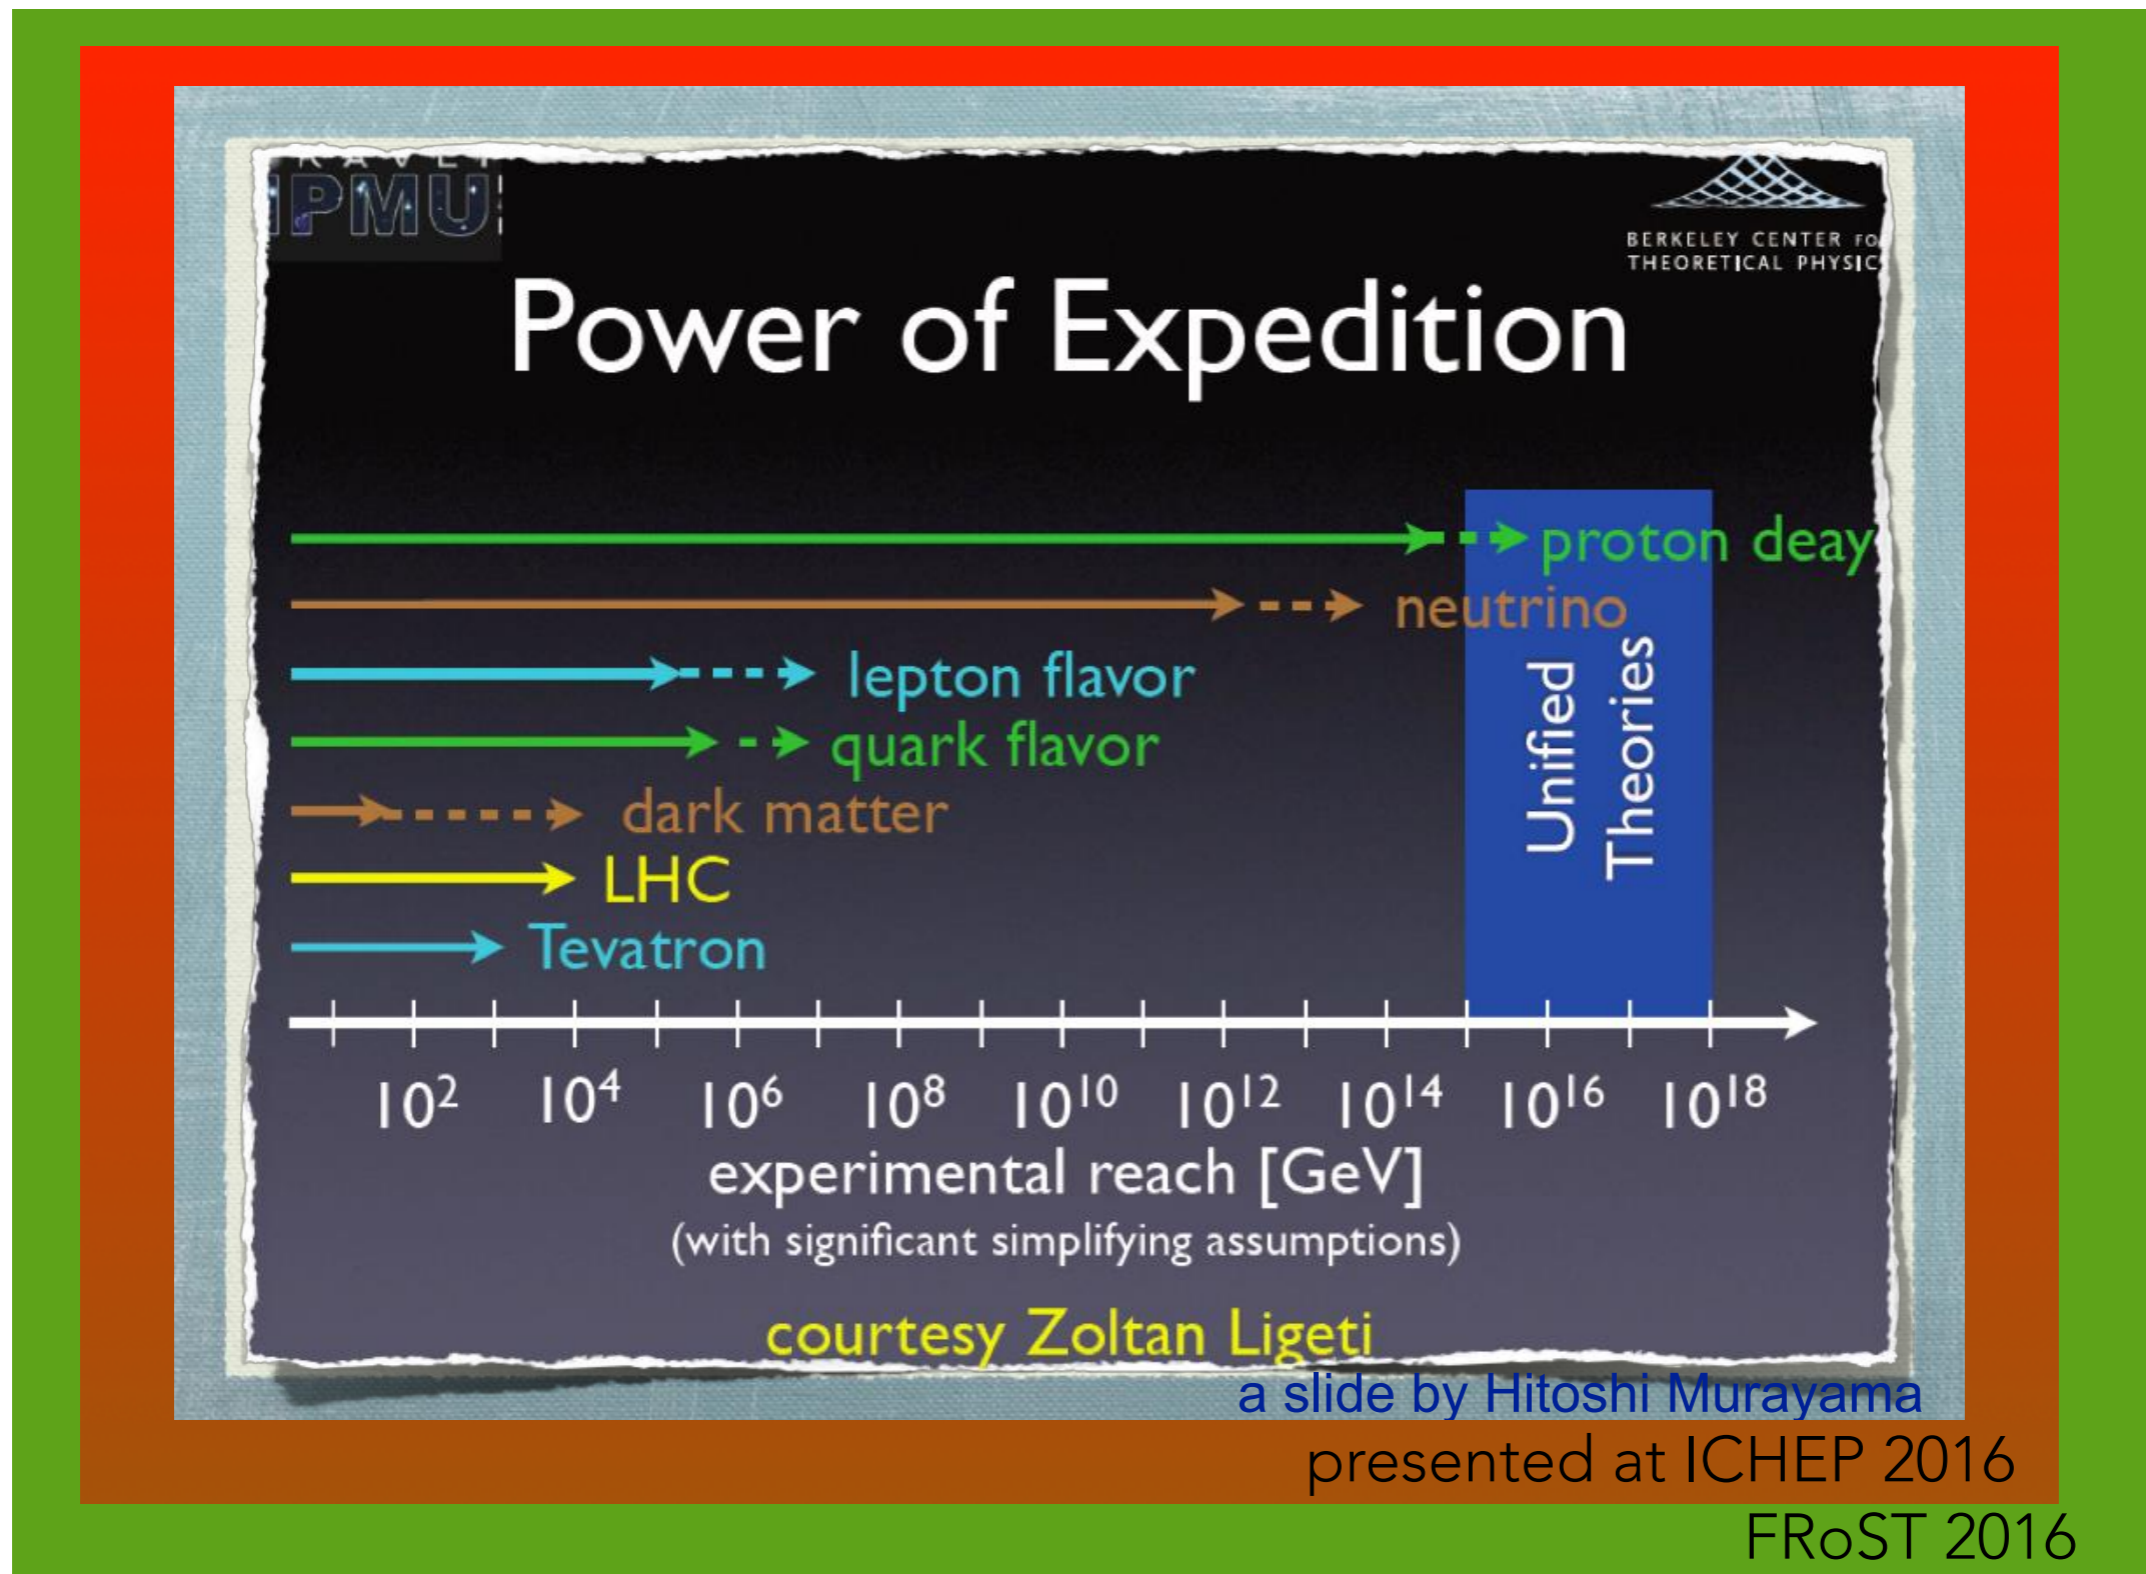 IPMU
BERKELEY CENTER FO
THEORETICAL PHYSIC
Power of Expedition
proton deay
neutrino
lepton flavor
quark flavor
dark matter
LHC
Tevatron
Unified
Theories
10² 10⁴ 10⁶ 10⁸ 10¹⁰ 10¹² 10¹⁴ 10¹⁶ 10¹⁸
experimental reach [GeV]
(with significant simplifying assumptions)
courtesy Zoltan Ligeti
a slide by Hitoshi Murayama
presented at ICHEP 2016
FRoST 2016